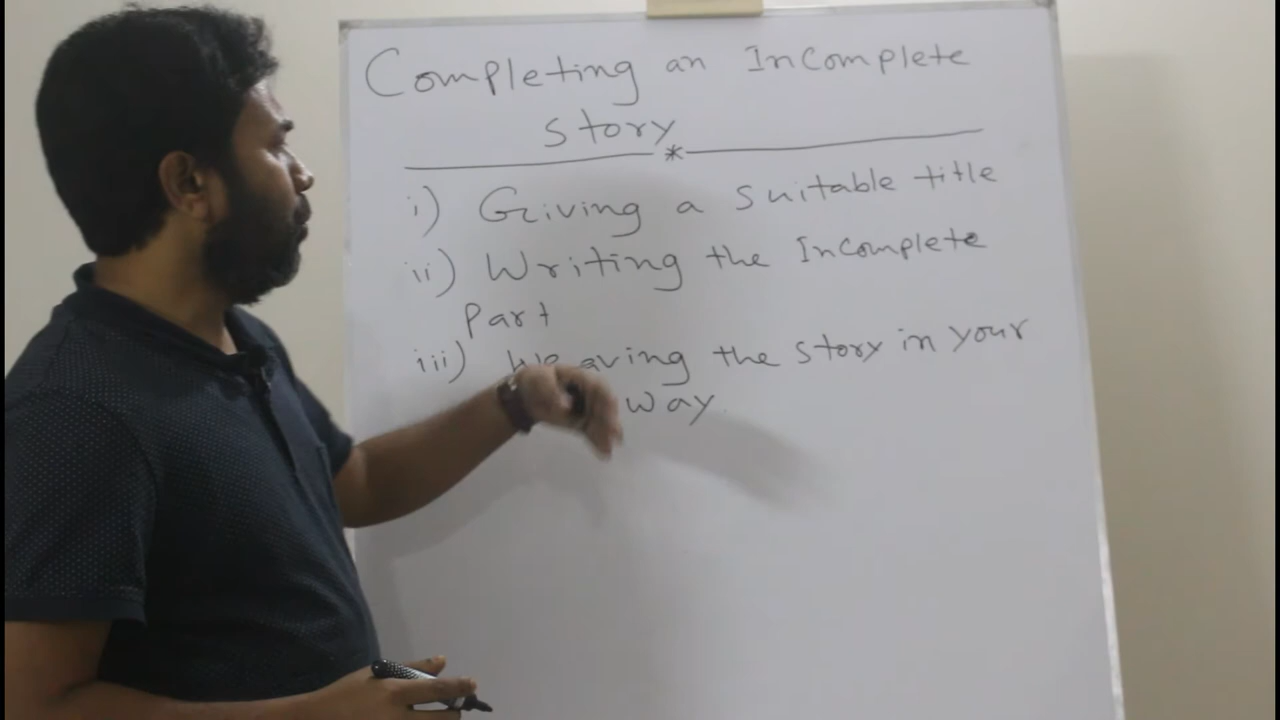 Completing an Incomplete
story
*
i) Giving a suitable title
ii) Writing the Incomplete
Part
iii) Weaving the story in your
way.